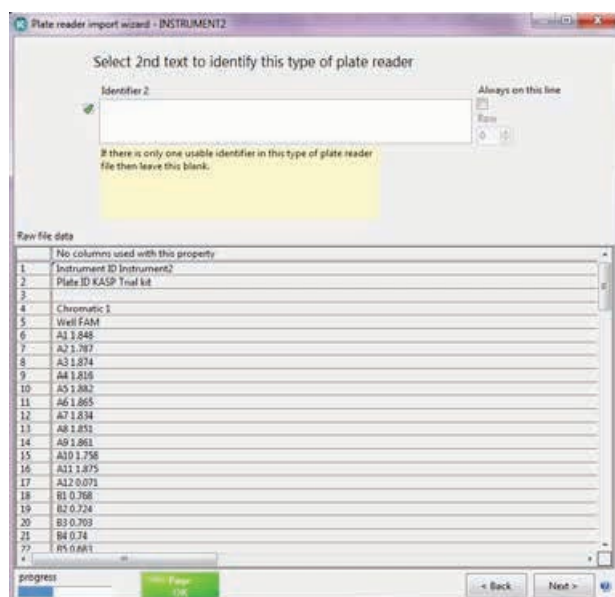 Plate reader import wizard - INSTRUMENT2
Select 2nd text to identify this type of plate reader
Identifier 2
Always on this line
Row
0
If there is only one usable identifier in this type of plate reader
file then leave this blank.
Raw file data
No columns used with this property
1 Instrument ID Instrument2
2 Plate ID KASP Trial kit
3
4 Chromatic 1
5 Well FAM
6 A1 1.848
7 A2 1.787
8 A3 1.874
9 A4 1.816
10 A5 1.882
11 A6 1.865
12 A7 1.834
13 A8 1.851
14 A9 1.861
15 A10 1.758
16 A11 1.875
17 A12 0.071
18 B1 0.768
19 B2 0.724
20 B3 0.703
21 B4 0.74
22 B5 0.683
progress
Page
OK
< Back
Next >